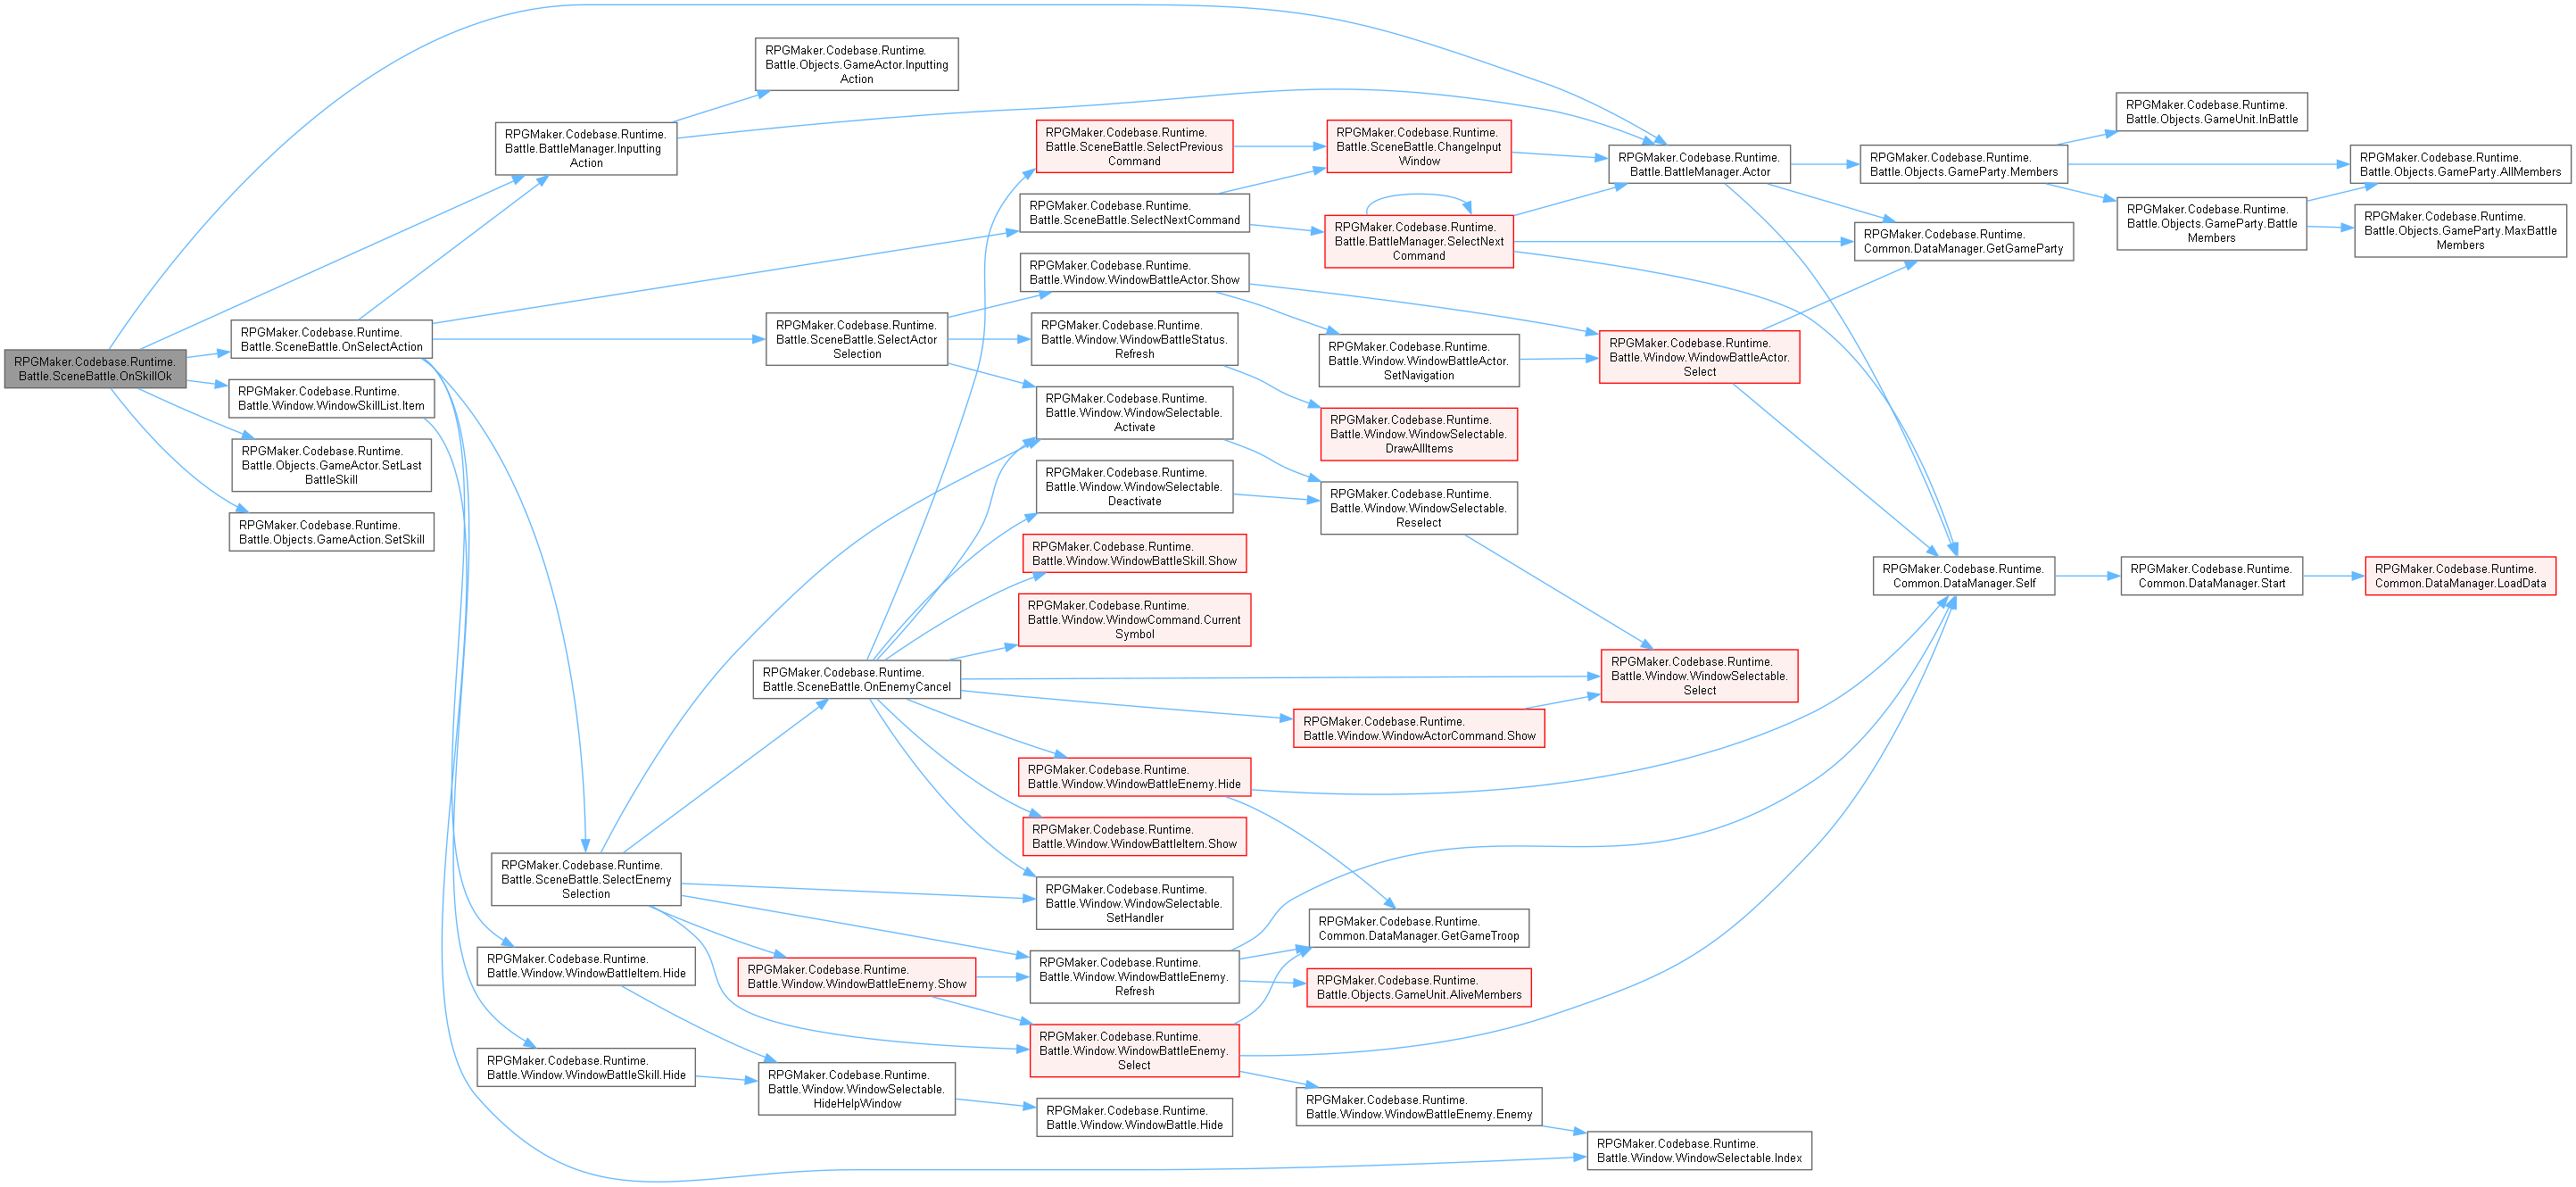 RPGMaker.Codebase.Runtime.
Battle.SceneBattle.OnSkillOk
RPGMaker.Codebase.Runtime.
Battle.SceneBattle.OnSelectAction
RPGMaker.Codebase.Runtime.
Battle.Window.WindowSkillList.Item
RPGMaker.Codebase.Runtime.
Battle.Objects.GameActor.SetLast
BattleSkill
RPGMaker.Codebase.Runtime.
Battle.Objects.GameAction.SetSkill
RPGMaker.Codebase.Runtime.
Battle.BattleManager.Inputting
Action
RPGMaker.Codebase.Runtime.
Battle.SceneBattle.SelectEnemy
Selection
RPGMaker.Codebase.Runtime.
Battle.Window.WindowBattleItem.Hide
RPGMaker.Codebase.Runtime.
Battle.Window.WindowBattleSkill.Hide
RPGMaker.Codebase.Runtime.
Battle.Objects.GameActor.Inputting
Action
RPGMaker.Codebase.Runtime.
Battle.SceneBattle.SelectActor
Selection
RPGMaker.Codebase.Runtime.
Battle.SceneBattle.OnEnemyCancel
RPGMaker.Codebase.Runtime.
Battle.Window.WindowBattleEnemy.Show
RPGMaker.Codebase.Runtime.
Battle.Window.WindowSelectable.
HideHelpWindow
RPGMaker.Codebase.Runtime.
Battle.SceneBattle.SelectPrevious
Command
RPGMaker.Codebase.Runtime.
Battle.SceneBattle.SelectNextCommand
RPGMaker.Codebase.Runtime.
Battle.Window.WindowBattleActor.Show
RPGMaker.Codebase.Runtime.
Battle.Window.WindowBattleStatus.
Refresh
RPGMaker.Codebase.Runtime.
Battle.Window.WindowSelectable.
Activate
RPGMaker.Codebase.Runtime.
Battle.Window.WindowSelectable.
Deactivate
RPGMaker.Codebase.Runtime.
Battle.Window.WindowBattleSkill.Show
RPGMaker.Codebase.Runtime.
Battle.Window.WindowCommand.Current
Symbol
RPGMaker.Codebase.Runtime.
Battle.Window.WindowBattleEnemy.Hide
RPGMaker.Codebase.Runtime.
Battle.Window.WindowBattleItem.Show
RPGMaker.Codebase.Runtime.
Battle.Window.WindowSelectable.
SetHandler
RPGMaker.Codebase.Runtime.
Battle.Window.WindowBattleEnemy.
Refresh
RPGMaker.Codebase.Runtime.
Battle.Window.WindowBattleEnemy.
Select
RPGMaker.Codebase.Runtime.
Battle.Window.WindowBattle.Hide
RPGMaker.Codebase.Runtime.
Battle.SceneBattle.ChangeInput
Window
RPGMaker.Codebase.Runtime.
Battle.BattleManager.SelectNext
Command
RPGMaker.Codebase.Runtime.
Battle.Window.WindowBattleActor.
SetNavigation
RPGMaker.Codebase.Runtime.
Battle.Window.WindowSelectable.
DrawAllItems
RPGMaker.Codebase.Runtime.
Battle.Window.WindowSelectable.
Reselect
RPGMaker.Codebase.Runtime.
Battle.Window.WindowActorCommand.Show
RPGMaker.Codebase.Runtime.
Common.DataManager.GetGameTroop
RPGMaker.Codebase.Runtime.
Battle.Objects.GameUnit.AliveMembers
RPGMaker.Codebase.Runtime.
Battle.Window.WindowBattleEnemy.Enemy
RPGMaker.Codebase.Runtime.
Battle.BattleManager.Actor
RPGMaker.Codebase.Runtime.
Battle.Window.WindowBattleActor.
Select
RPGMaker.Codebase.Runtime.
Battle.Window.WindowSelectable.
Select
RPGMaker.Codebase.Runtime.
Battle.Window.WindowSelectable.Index
RPGMaker.Codebase.Runtime.
Battle.Objects.GameParty.Members
RPGMaker.Codebase.Runtime.
Common.DataManager.GetGameParty
RPGMaker.Codebase.Runtime.
Common.DataManager.Self
RPGMaker.Codebase.Runtime.
Battle.Objects.GameUnit.InBattle
RPGMaker.Codebase.Runtime.
Battle.Objects.GameParty.Battle
Members
RPGMaker.Codebase.Runtime.
Common.DataManager.Start
RPGMaker.Codebase.Runtime.
Battle.Objects.GameParty.AllMembers
RPGMaker.Codebase.Runtime.
Battle.Objects.GameParty.MaxBattle
Members
RPGMaker.Codebase.Runtime.
Common.DataManager.LoadData